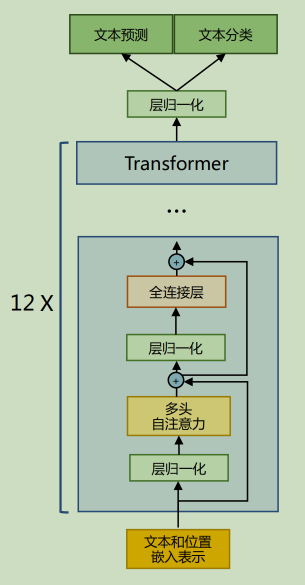 文本预测 文本分类
层归一化
Transformer
...
12 X
+
全连接层
层归一化
+
多头
自注意力
层归一化
文本和位置
嵌入表示